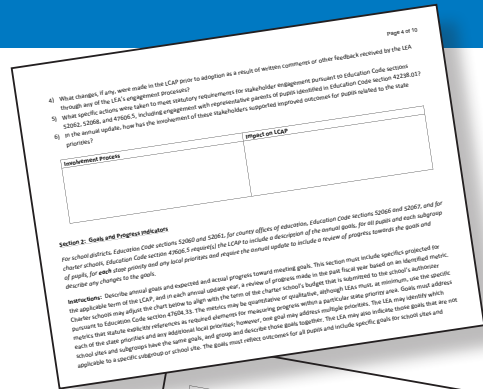 Page 4 of 10
4) What changes, if any, were made in the LCAP prior to adoption as a result of written comments or other feedback received by the LEA
through any of the LEA's engagement processes?
5) What specific actions were taken to meet statutory requirements for stakeholder engagement pursuant to Education Code sections
52062, 52068, and 47606.5, including engagement with representative parents of pupils identified in Education Code section 42238.01?
6) In the annual update, how has the involvement of these stakeholders supported improved outcomes for pupils related to the state
priorities?
Involvement Process
Impact on LCAP
Section 2: Goals and Progress Indicators
For school districts, Education Code sections 52060 and 52061, for county offices of education, Education Code sections 52066 and 52067, and for
charter schools, Education Code section 47606.5 require(s) the LCAP to include a description of the annual goals, for all pupils and each subgroup
of pupils, for each state priority and any local priorities and require the annual update to include a review of progress towards the goals and
describe any changes to the goals.
Instructions: Describe annual goals and expected and actual progress toward meeting goals. This section must include specifics projected for
the applicable term of the LCAP, and in each annual update year, a review of progress made in the past fiscal year based on an identified metric.
Charter schools may adjust the chart below to align with the term of the charter school's budget that is submitted to the school's authorizer
pursuant to Education Code section 47604.33. The metrics may be quantitative or qualitative, although LEAs must, at minimum, use the specific
metrics that statute explicitly references as required elements for measuring progress within a particular state priority area. Goals must address
each of the state priorities and any additional local priorities; however, one goal may address multiple priorities. The LEA may identify which
school sites and subgroups have the same goals, and group and describe those goals together. The LEA may also indicate those goals that are not
applicable to a specific subgroup or school site. The goals must reflect outcomes for all pupils and include specific goals for school sites and